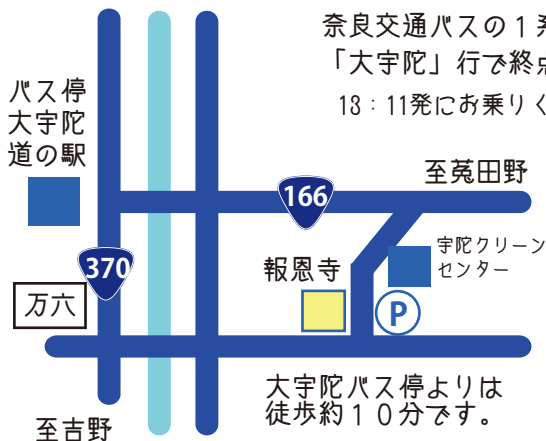 奈良交通バスの１発
「大宇陀」行で終点
13：11発にお乗りく
バス停
大宇陀
道の駅
166
至菟田野
370
報恩寺
宇陀クリーン
センター
万六
P
大宇陀バス停よりは
徒歩約１０分です。
至吉野